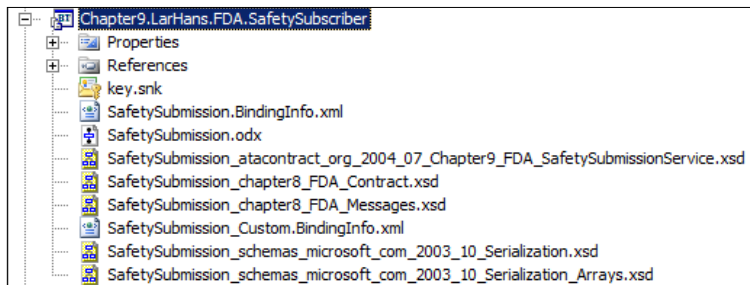 Chapter9.LarHans.FDA.SafetySubscriber
Properties
References
key.snk
SafetySubmission.BindingInfo.xml
SafetySubmission.odx
SafetySubmission_atacontract_org_2004_07_Chapter9_FDA_SafetySubmissionService.xsd
SafetySubmission_chapter8_FDA_Contract.xsd
SafetySubmission_chapter8_FDA_Messages.xsd
SafetySubmission_Custom.BindingInfo.xml
SafetySubmission_schemas_microsoft_com_2003_10_Serialization.xsd
SafetySubmission_schemas_microsoft_com_2003_10_Serialization_Arrays.xsd